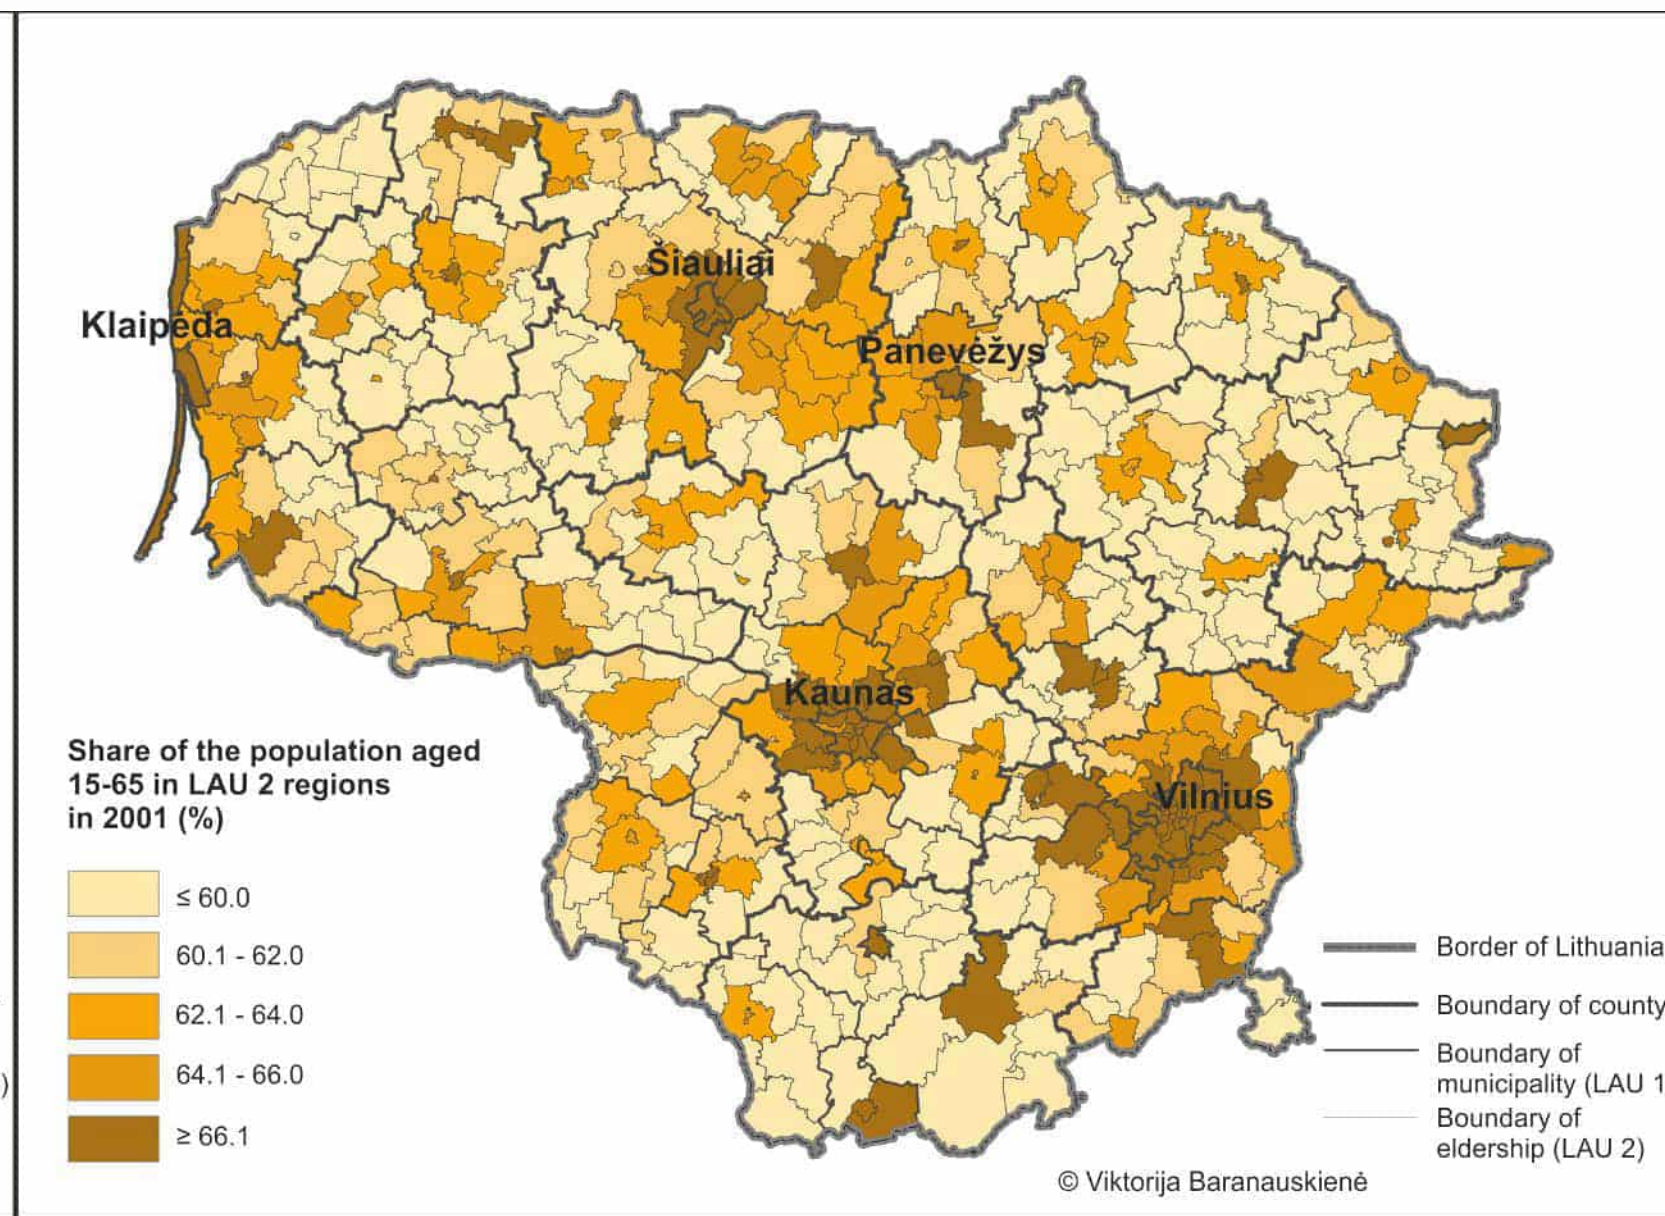 Šiauliai
Klaipėda
Panevėžys
Kaunas
Vilnius
Share of the population aged
15-65 in LAU 2 regions
in 2001 (%)
≤ 60.0
60.1 - 62.0
62.1 - 64.0
64.1 - 66.0
≥ 66.1
)
Border of Lithuania
Boundary of county
Boundary of
municipality (LAU 1
Boundary of
eldership (LAU 2)
© Viktorija Baranauskienė